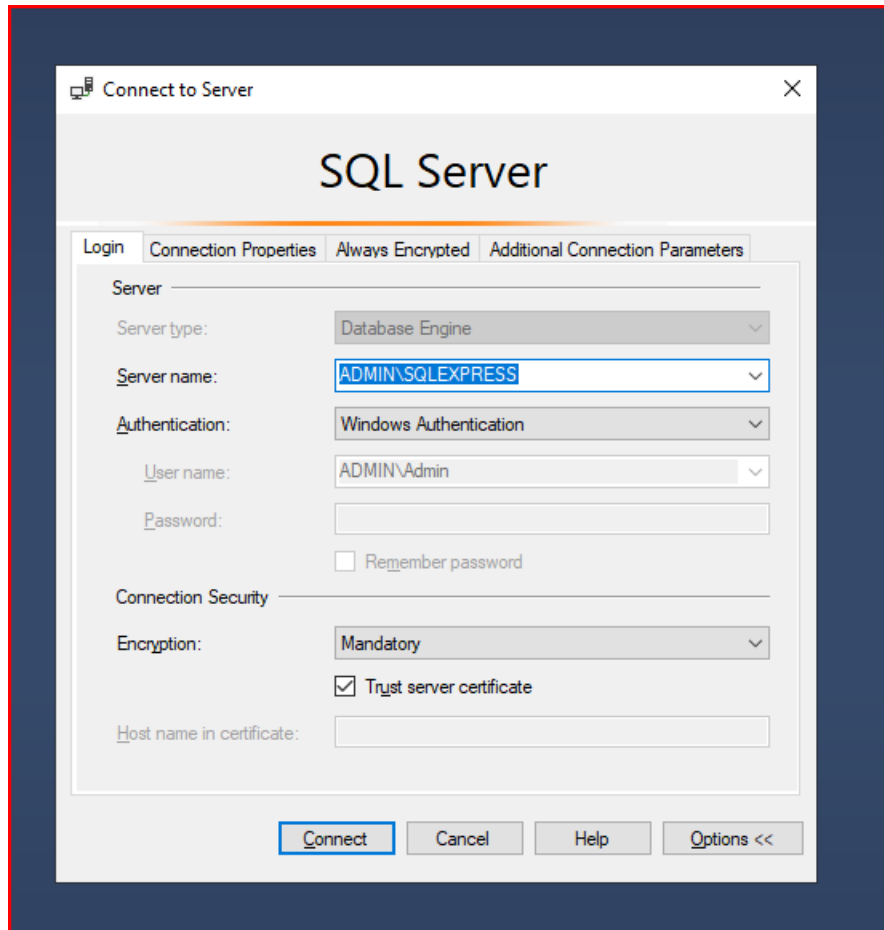 Connect to Server
SQL Server
Login Connection Properties Always Encrypted Additional Connection Parameters
Server
Server type: Database Engine
Server name: ADMIN\SQLEXPRESS
Authentication: Windows Authentication
User name: ADMIN\Admin
Password:
Remember password
Connection Security
Encryption: Mandatory
Trust server certificate
Host name in certificate:
Connect Cancel Help Options <<